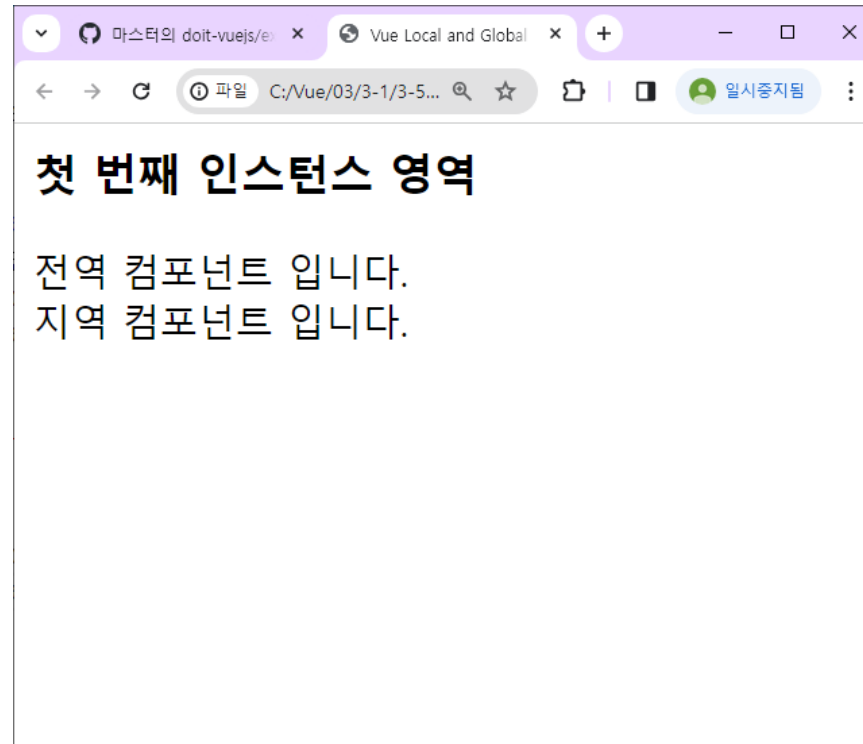 마스터의 doit-vuejs/e
Vue Local and Global
파일
C:/Vue/03/3-1/3-5...
일시중지됨
첫 번째 인스턴스 영역
전역 컴포넌트 입니다.
지역 컴포넌트 입니다.